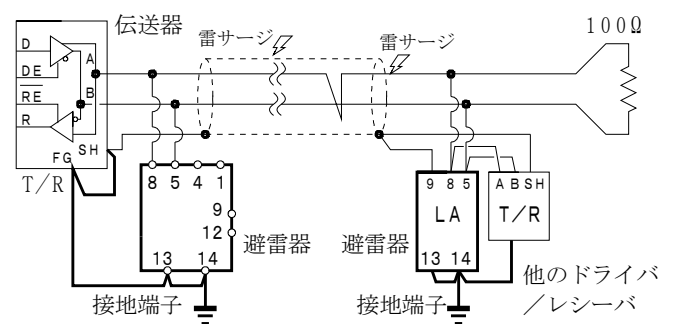 伝送器
雷サージ
雷サージ
100Ω
D
A
DE
B
RE
R
SH
FG
T/R
8 5 4 1
9
12
13 14
避雷器
接地端子
9 8 5
LA
13 14
避雷器
接地端子
A B SH
T/R
他のドライバ
/レシーバ